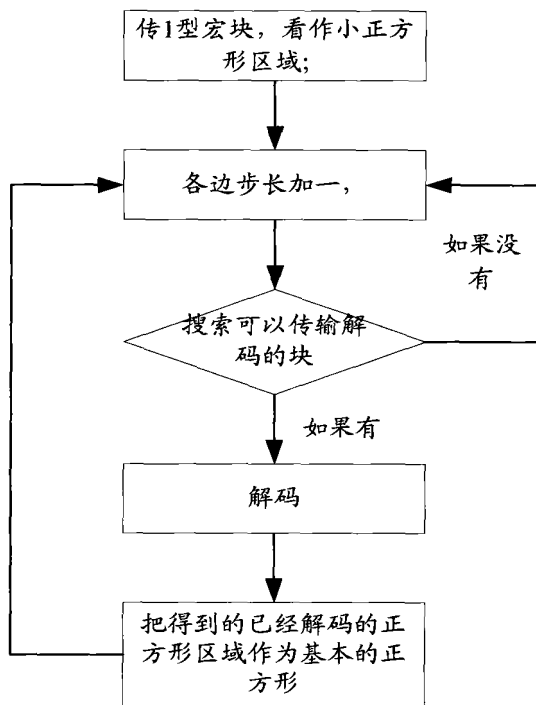 传1型宏块，看作小正方
形区域;
各边步长加一,
如果没
有
搜索可以传输解
码的块
如果有
解码
把得到的已经解码的正
方形区域作为基本的正
方形